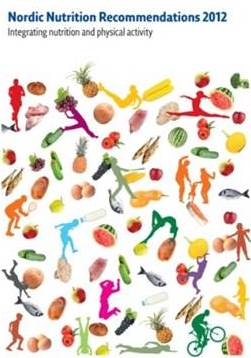 Nordic Nutrition Recommendations 2012
Integrating nutrition and physical activity